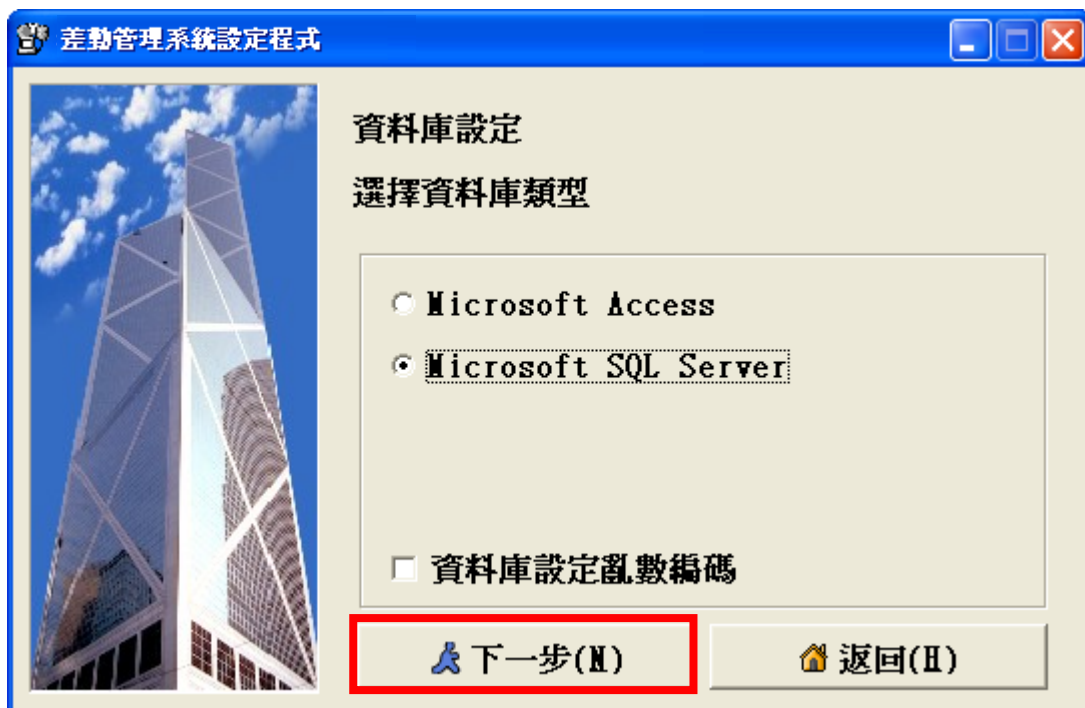 差勤管理系統設定程式
資料庫設定
選擇資料庫類型
Microsoft Access
Microsoft SQL Server
資料庫設定亂數編碼
下一步(N)
返回(H)